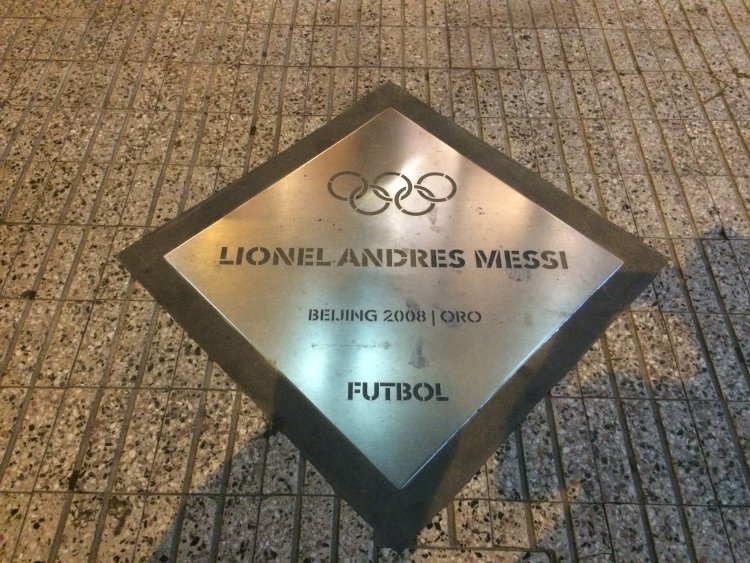 LIONEL ANDRES MESSI
BEIJING 2008 | ORO
FUTBOL